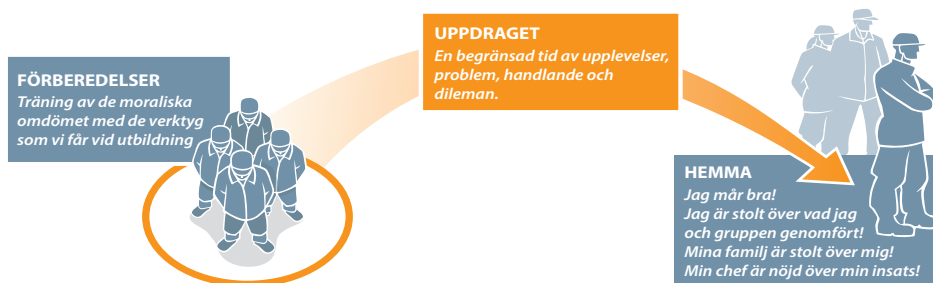 FÖRBEREDELSER
Träning av de moraliska
omdömet med de verktyg
som vi får vid utbildning
UPPDRAGET
En begränsad tid av upplevelser,
problem, handlande och
dileman.
HEMMA
Jag mår bra!
Jag är stolt över vad jag
och gruppen genomfört!
Mina familj är stolt över mig!
Min chef är nöjd över min insats!